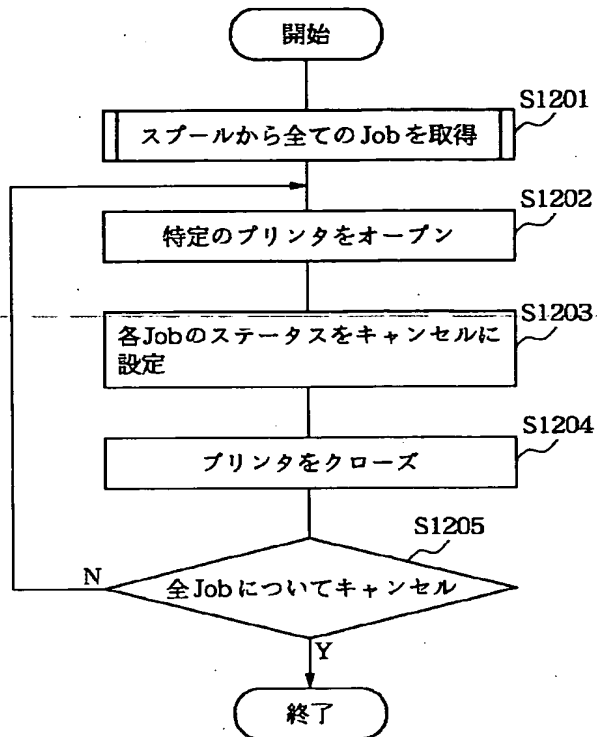 開始
S1201
スプールから全てのJobを取得
S1202
特定のプリンタをオープン
S1203
各Jobのステータスをキャンセルに
設定
S1204
プリンタをクローズ
S1205
全Jobについてキャンセル
N
Y
終了